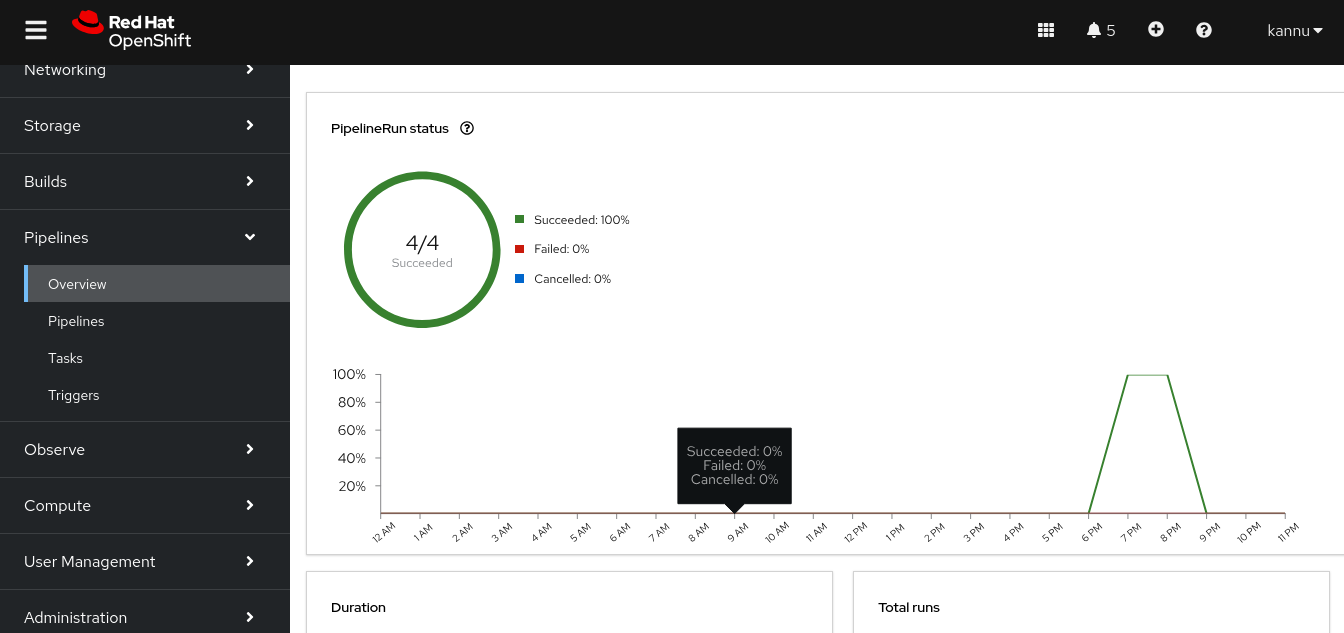 Red Hat
OpenShift
5
kannu
Networking
Storage
Builds
Pipelines
Overview
Pipelines
Tasks
Triggers
Observe
Compute
User Management
Administration
PipelineRun status
4/4
Succeeded
Succeeded: 100%
Failed: 0%
Cancelled: 0%
100%
80%
60%
40%
20%
Succeeded: 0%
Failed: 0%
Cancelled: 0%
12 AM 1 AM 2 AM 3 AM 4 AM 5 AM 6 AM 7 AM 8 AM 9 AM 10 AM 11 AM 12 PM 1 PM 2 PM 3 PM 4 PM 5 PM 6 PM 7 PM 8 PM 9 PM 10 PM 11 PM
Duration
Total runs